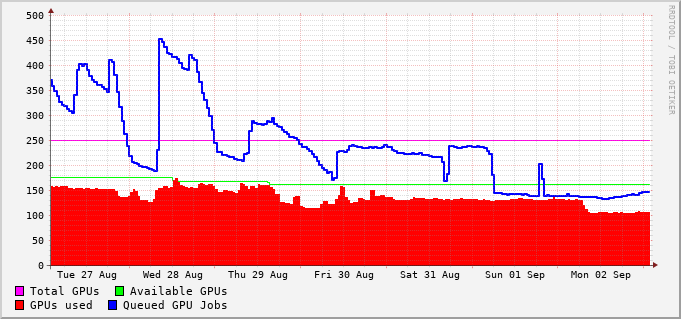 500
450
400
350
300
250
200
150
100
50
0
Tue 27 Aug Wed 28 Aug Thu 29 Aug Fri 30 Aug Sat 31 Aug Sun 01 Sep Mon 02 Sep
Total GPUs Available GPUs
GPUs used Queued GPU Jobs
RRDTOOL / TOBI OETIKER